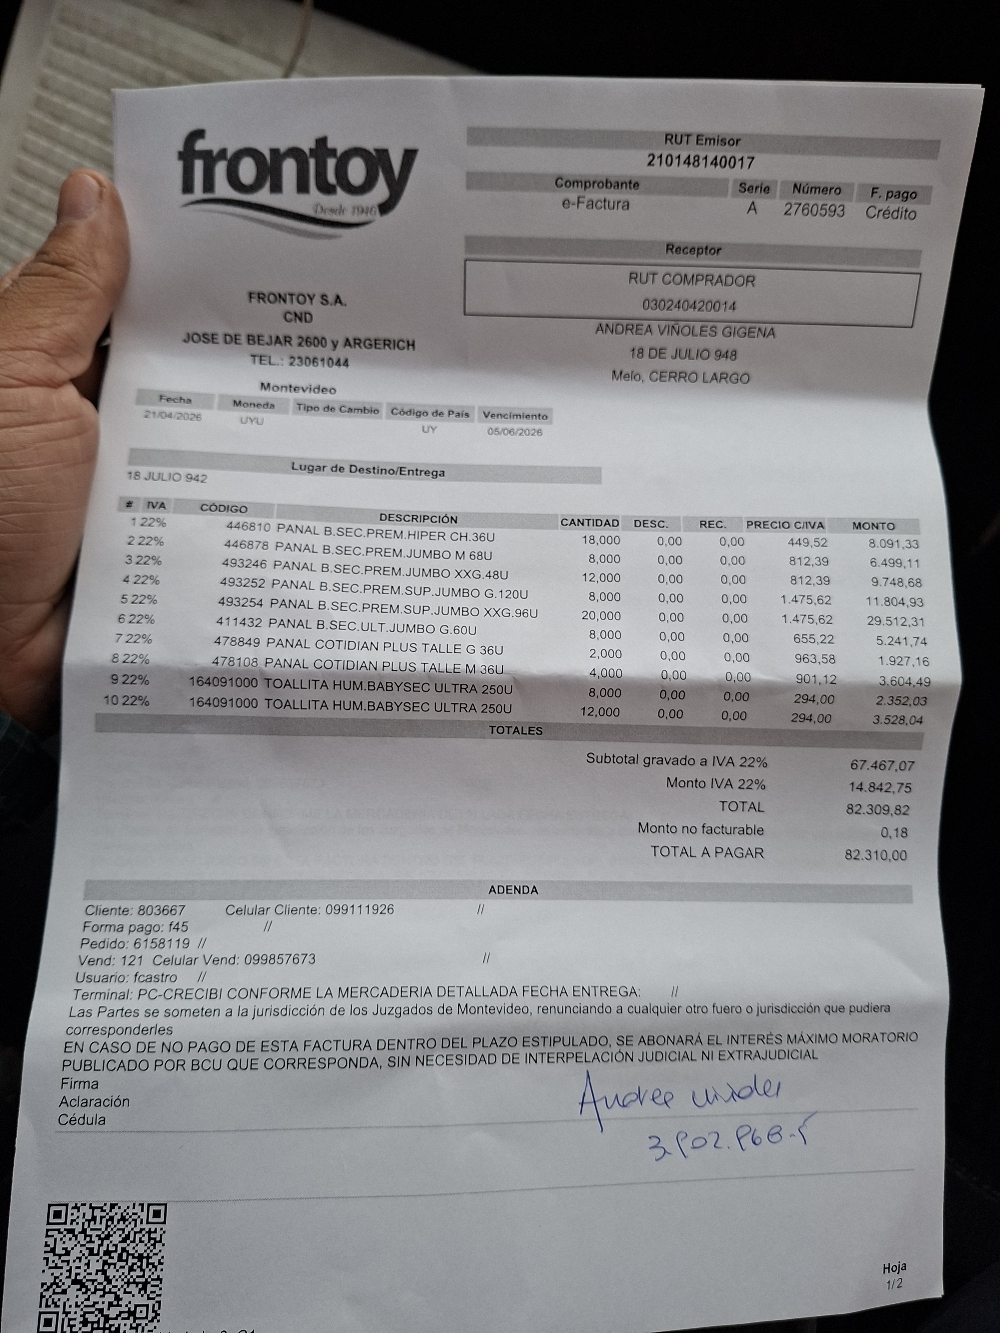 frontoy
Desde 1946
RUT Emisor
210148140017
Comprobante Serie Número F. pago
e-Factura A 2760593 Crédito
Receptor
RUT COMPRADOR
030240420014
ANDREA VIÑOLES GIGENA
18 DE JULIO 948
Melo, CERRO LARGO
FRONTOY S.A.
CND
JOSE DE BEJAR 2600 y ARGERICH
TEL.: 23061044
Montevideo
Fecha Moneda Tipo de Cambio Código de País Vencimiento
21/04/2026 UYU UY 05/06/2026
Lugar de Destino/Entrega
18 JULIO 942
# IVA CÓDIGO DESCRIPCIÓN CANTIDAD DESC. REC. PRECIO C/IVA MONTO
1 22% 446810 PANAL B.SEC.PREM.HIPER CH.36U 18,000 0,00 0,00 449,52 8.091,33
2 22% 446878 PANAL B.SEC.PREM.JUMBO M 68U 8,000 0,00 0,00 812,39 6.499,11
3 22% 493246 PANAL B.SEC.PREM.JUMBO XXG.48U 12,000 0,00 0,00 812,39 9.748,68
4 22% 493252 PANAL B.SEC.PREM.SUP.JUMBO G.120U 8,000 0,00 0,00 1.475,62 11.804,93
5 22% 493254 PANAL B.SEC.PREM.SUP.JUMBO XXG.96U 20,000 0,00 0,00 1.475,62 29.512,31
6 22% 411432 PANAL B.SEC.ULT.JUMBO G.60U 8,000 0,00 0,00 655,22 5.241,74
7 22% 478849 PANAL COTIDIAN PLUS TALLE G 36U 2,000 0,00 0,00 963,58 1.927,16
8 22% 478108 PANAL COTIDIAN PLUS TALLE M 36U 4,000 0,00 0,00 901,12 3.604,49
9 22% 164091000 TOALLITA HUM.BABYSEC ULTRA 250U 8,000 0,00 0,00 294,00 2.352,03
10 22% 164091000 TOALLITA HUM.BABYSEC ULTRA 250U 12,000 0,00 0,00 294,00 3.528,04
TOTALES
Subtotal gravado a IVA 22% 67.467,07
Monto IVA 22% 14.842,75
TOTAL 82.309,82
Monto no facturable 0,18
TOTAL A PAGAR 82.310,00
ADENDA
Cliente: 803667 Celular Cliente: 099111926 //
Forma pago: f45 //
Pedido: 6158119 //
Vend: 121 Celular Vend: 099857673 //
Usuario: fcastro //
Terminal: PC-CRECIBI CONFORME LA MERCADERIA DETALLADA FECHA ENTREGA: //
Las Partes se someten a la jurisdicción de los Juzgados de Montevideo, renunciando a cualquier otro fuero o jurisdicción que pudiera
corresponderles
EN CASO DE NO PAGO DE ESTA FACTURA DENTRO DEL PLAZO ESTIPULADO, SE ABONARÁ EL INTERÉS MÁXIMO MORATORIO
PUBLICADO POR BCU QUE CORRESPONDA, SIN NECESIDAD DE INTERPELACIÓN JUDICIAL NI EXTRAJUDICIAL
Firma
Aclaración
Cédula
Hoja
1/2